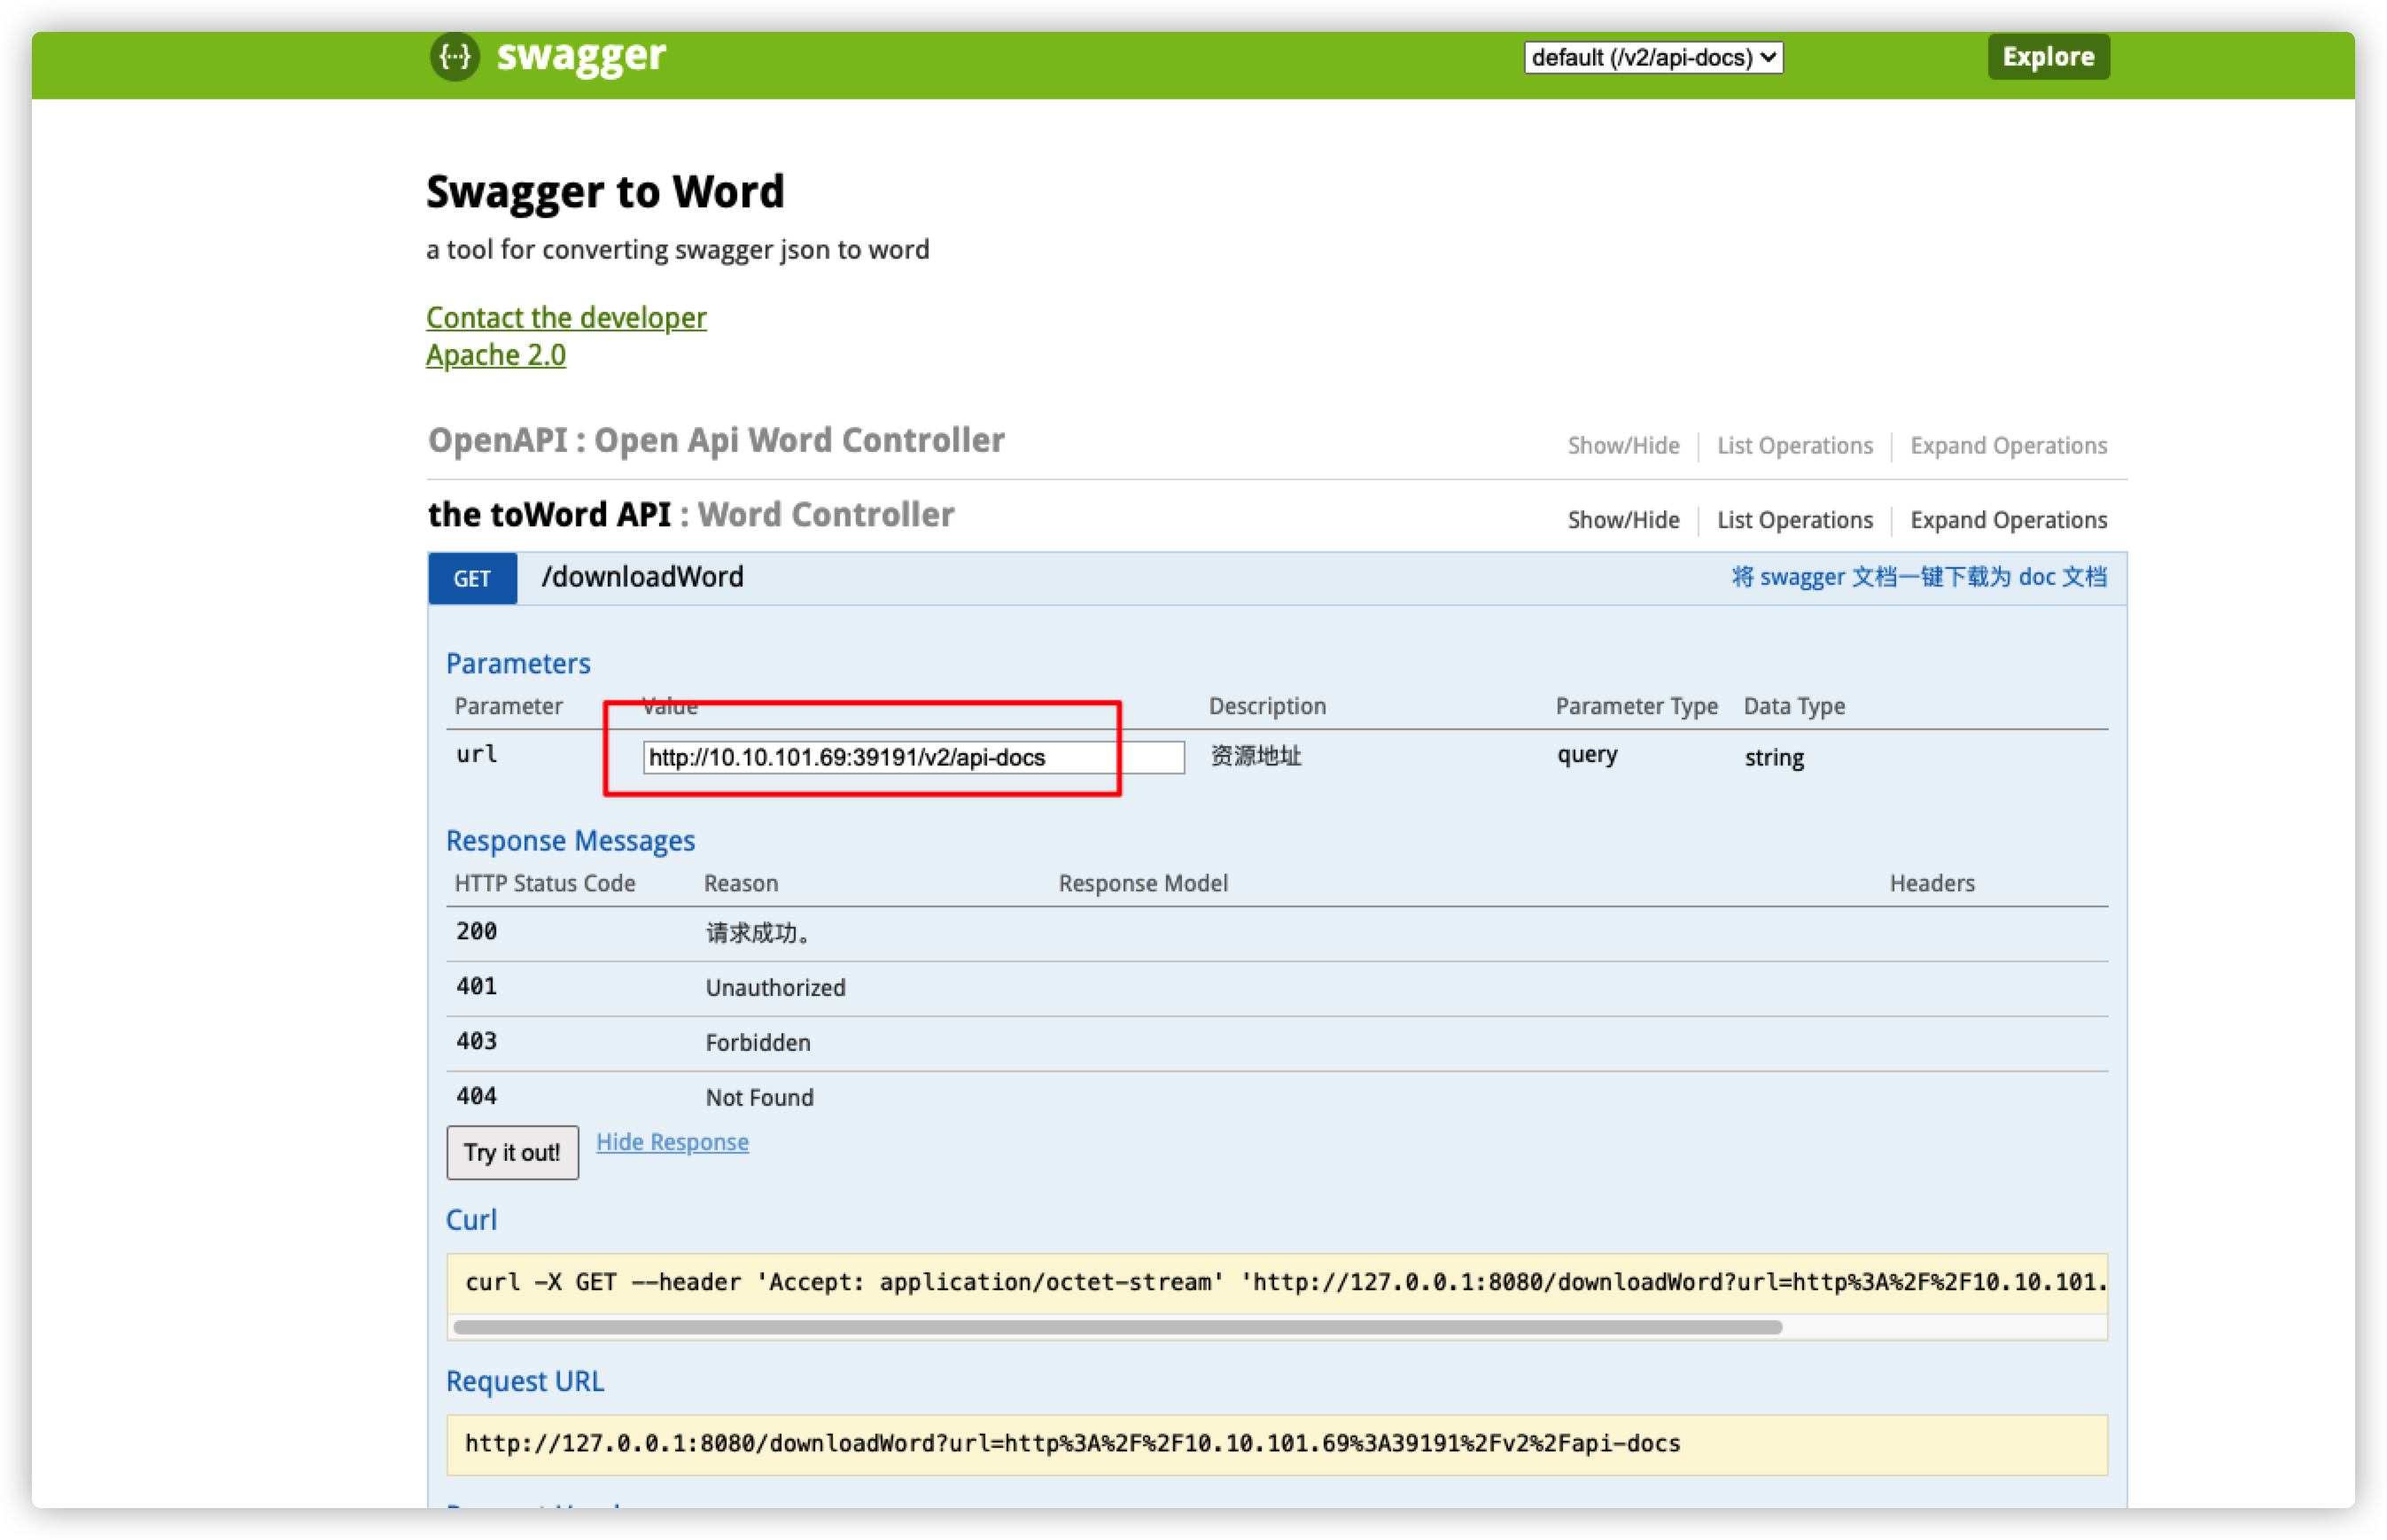 {···} swagger default (/v2/api-docs) Explore
Swagger to Word
a tool for converting swagger json to word
Contact the developer
Apache 2.0
OpenAPI : Open Api Word Controller Show/Hide List Operations Expand Operations
the toWord API : Word Controller Show/Hide List Operations Expand Operations
GET /downloadWord 将 swagger 文档一键下载为 doc 文档
Parameters
Parameter Value Description Parameter Type Data Type
url http://10.10.101.69:39191/v2/api-docs 资源地址 query string
Response Messages
HTTP Status Code Reason Response Model Headers
200 请求成功。
401 Unauthorized
403 Forbidden
404 Not Found
Try it out! Hide Response
Curl
curl -X GET --header 'Accept: application/octet-stream' 'http://127.0.0.1:8080/downloadWord?url=http%3A%2F%2F10.10.101.
Request URL
http://127.0.0.1:8080/downloadWord?url=http%3A%2F%2F10.10.101.69%3A39191%2Fv2%2Fapi-docs